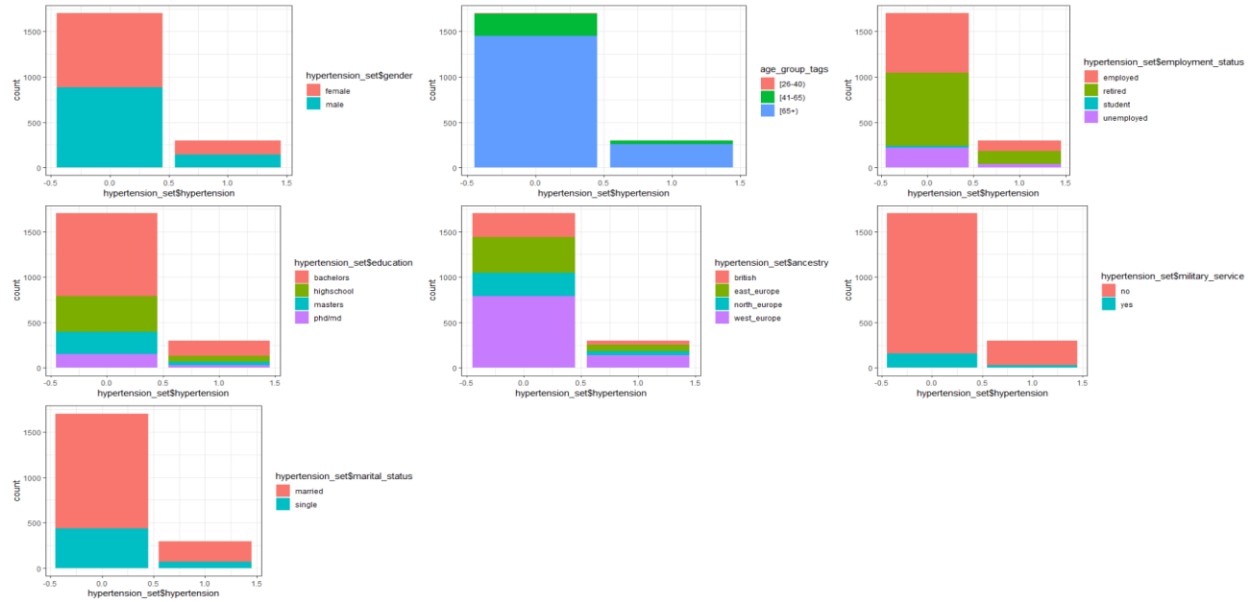 1500
1000
500
0
count
-0.5 0.0 0.5 1.0 1.5
hypertension_set$hypertension
hypertension_set$gender
female
male
1500
1000
500
0
count
-0.5 0.0 0.5 1.0 1.5
hypertension_set$hypertension
age_group_tags
[26-40)
[41-65)
[65+)
1500
1000
500
0
count
-0.5 0.0 0.5 1.0 1.5
hypertension_set$hypertension
hypertension_set$employment_status
employed
retired
student
unemployed
1500
1000
500
0
count
-0.5 0.0 0.5 1.0 1.5
hypertension_set$hypertension
hypertension_set$education
bachelors
highschool
masters
phd/md
1500
1000
500
0
count
-0.5 0.0 0.5 1.0 1.5
hypertension_set$hypertension
hypertension_set$ancestry
british
east_europe
north_europe
west_europe
1500
1000
500
0
count
-0.5 0.0 0.5 1.0 1.5
hypertension_set$hypertension
hypertension_set$military_service
no
yes
1500
1000
500
0
count
-0.5 0.0 0.5 1.0 1.5
hypertension_set$hypertension
hypertension_set$marital_status
married
single